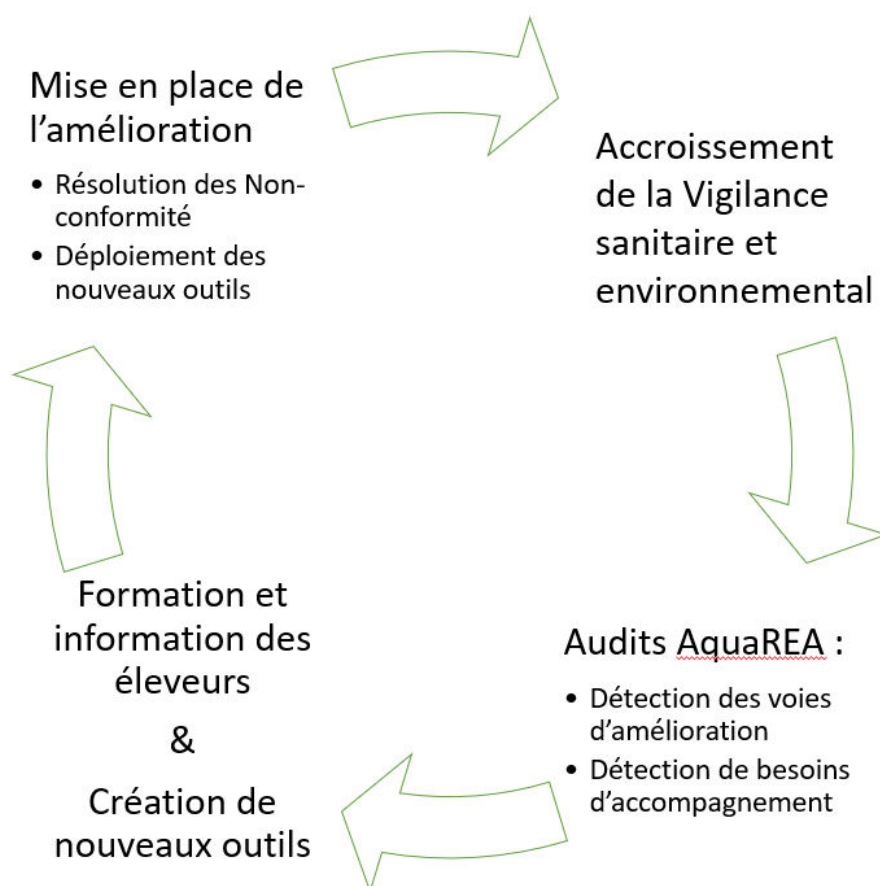 Mise en place de
l'amélioration
• Résolution des Non-
conformité
• Déploiement des
nouveaux outils
Accroissement
de la Vigilance
sanitaire et
environnemental
Audits AquaREA :
• Détection des voies
d'amélioration
• Détection de besoins
d'accompagnement
Formation et
information des
éleveurs
&
Création de
nouveaux outils